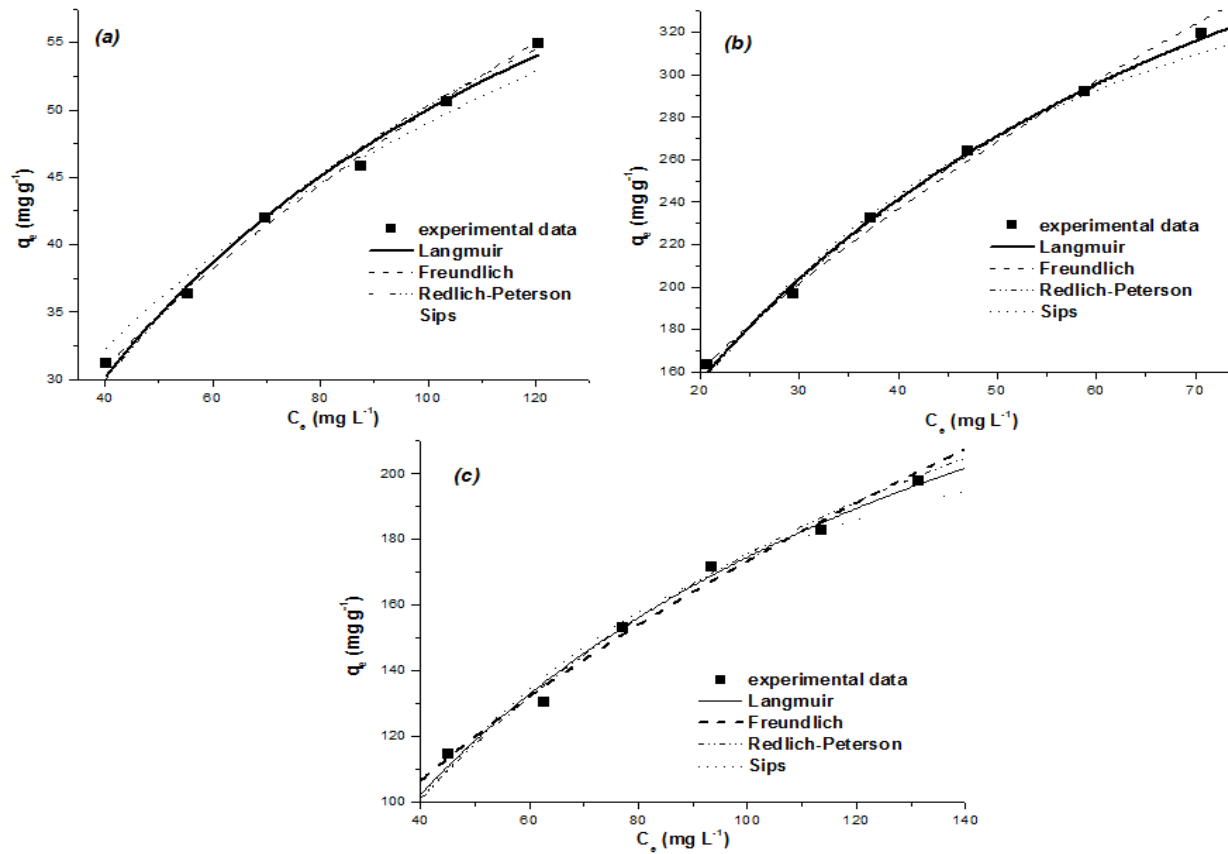 (a)
55
50
45
40
35
30
q_e (mg g⁻¹)
40 60 80 100 120
C_e (mg L⁻¹)
experimental data
Langmuir
Freundlich
Redlich-Peterson
Sips
(b)
320
300
280
260
240
220
200
180
160
q_e (mg g⁻¹)
20 30 40 50 60 70
C_e (mg L⁻¹)
experimental data
Langmuir
Freundlich
Redlich-Peterson
Sips
(c)
200
180
160
140
120
100
q_e (mg g⁻¹)
40 60 80 100 120 140
C_e (mg L⁻¹)
experimental data
Langmuir
Freundlich
Redlich-Peterson
Sips